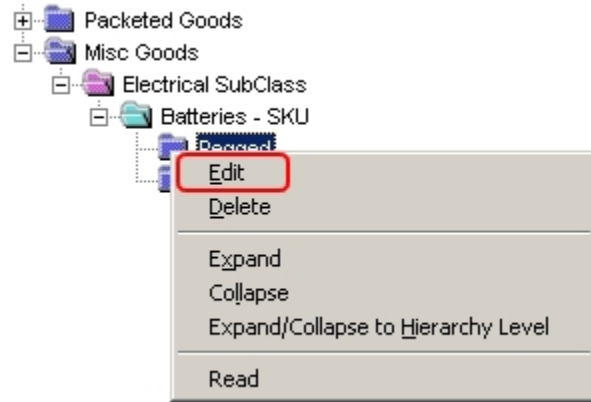 Packeted Goods
Misc Goods
Electrical SubClass
Batteries - SKU
Edit
Delete
Expand
Collapse
Expand/Collapse to Hierarchy Level
Read